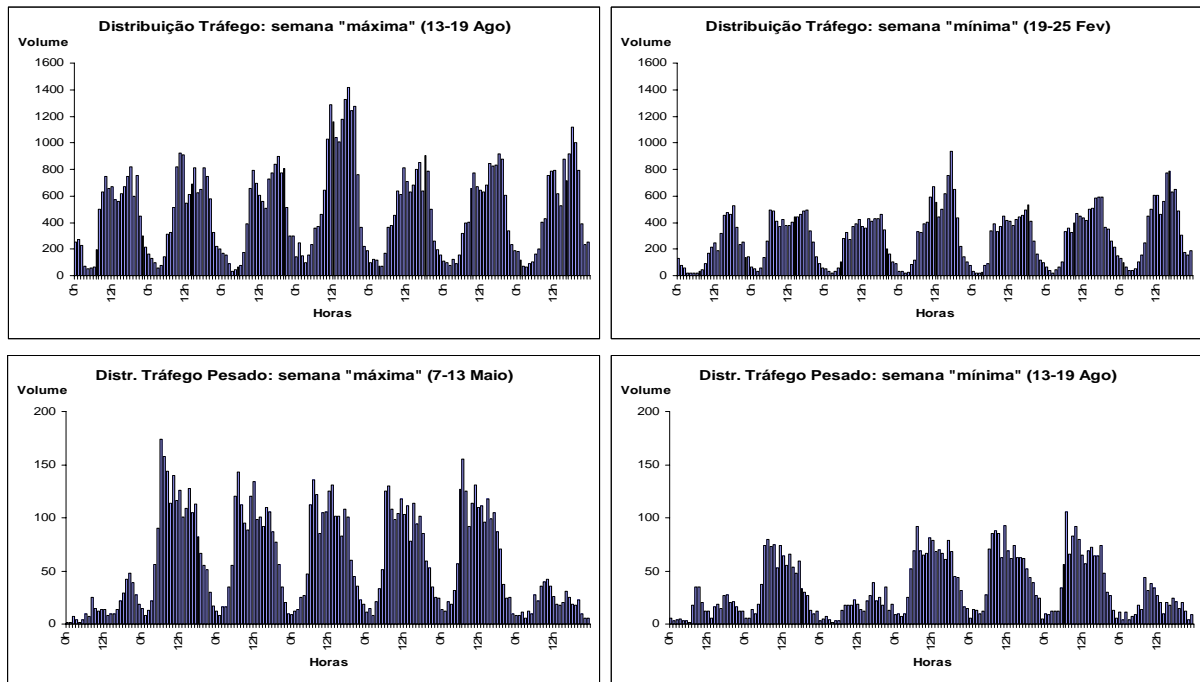 Distribuição Tráfego: semana "máxima" (13-19 Ago)
Volume
1600
1400
1200
1000
800
600
400
200
0
0h
12h
0h
12h
0h
12h
0h
12h
0h
12h
0h
12h
0h
12h
Horas
Distribuição Tráfego: semana "mínima" (19-25 Fev)
Volume
1600
1400
1200
1000
800
600
400
200
0
0h
12h
0h
12h
0h
12h
0h
12h
0h
12h
0h
12h
0h
12h
Horas
Distr. Tráfego Pesado: semana "máxima" (7-13 Maio)
Volume
200
150
100
50
0
0h
12h
0h
12h
0h
12h
0h
12h
0h
12h
0h
12h
0h
12h
Horas
Distr. Tráfego Pesado: semana "mínima" (13-19 Ago)
Volume
200
150
100
50
0
0h
12h
0h
12h
0h
12h
0h
12h
0h
12h
0h
12h
0h
12h
Horas